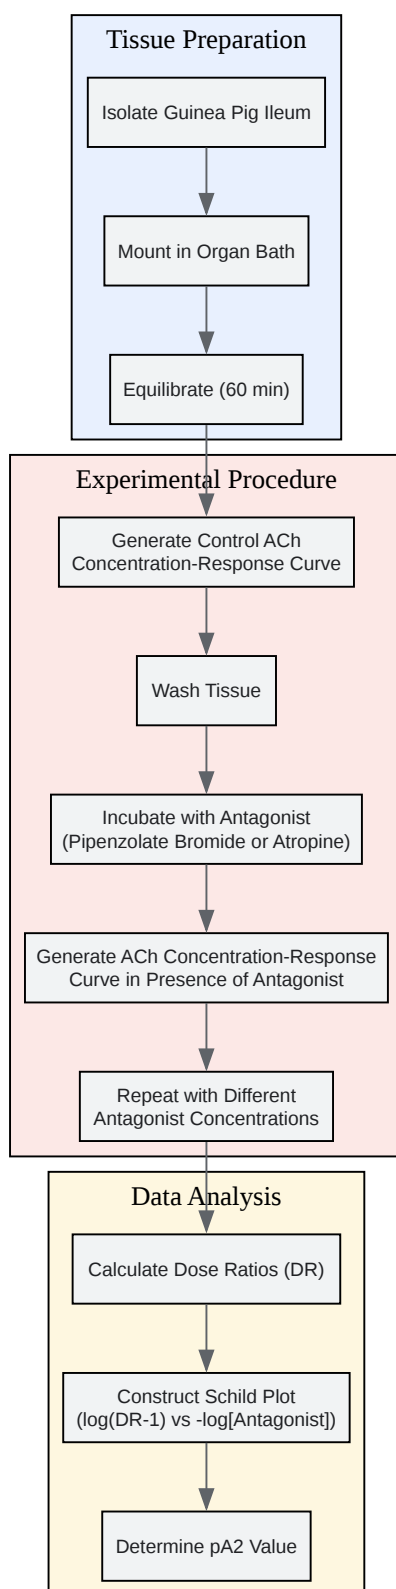 Tissue Preparation
Isolate Guinea Pig Ileum
Mount in Organ Bath
Equilibrate (60 min)
Experimental Procedure
Generate Control ACh
Concentration-Response Curve
Wash Tissue
Incubate with Antagonist
(Pipenzolate Bromide or Atropine)
Generate ACh Concentration-Response
Curve in Presence of Antagonist
Repeat with Different
Antagonist Concentrations
Data Analysis
Calculate Dose Ratios (DR)
Construct Schild Plot
(log(DR-1) vs -log[Antagonist])
Determine pA2 Value